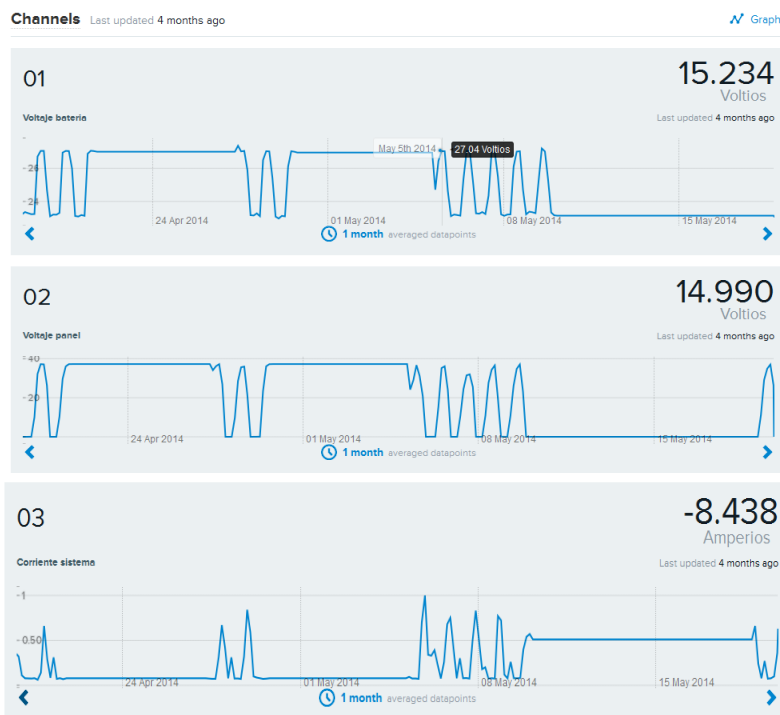 Channels Last updated 4 months ago Graph
01
15.234
Voltios
Voltaje bateria
Last updated 4 months ago
May 5th 2014
27.04 Voltios
26
24
24 Apr 2014 01 May 2014 08 May 2014 15 May 2014
1 month averaged datapoints
02
14.990
Voltios
Voltaje panel
Last updated 4 months ago
40
20
24 Apr 2014 01 May 2014 08 May 2014 15 May 2014
1 month averaged datapoints
03
-8.438
Amperios
Corriente sistema
Last updated 4 months ago
1
0.50
24 Apr 2014 01 May 2014 08 May 2014 15 May 2014
1 month averaged datapoints